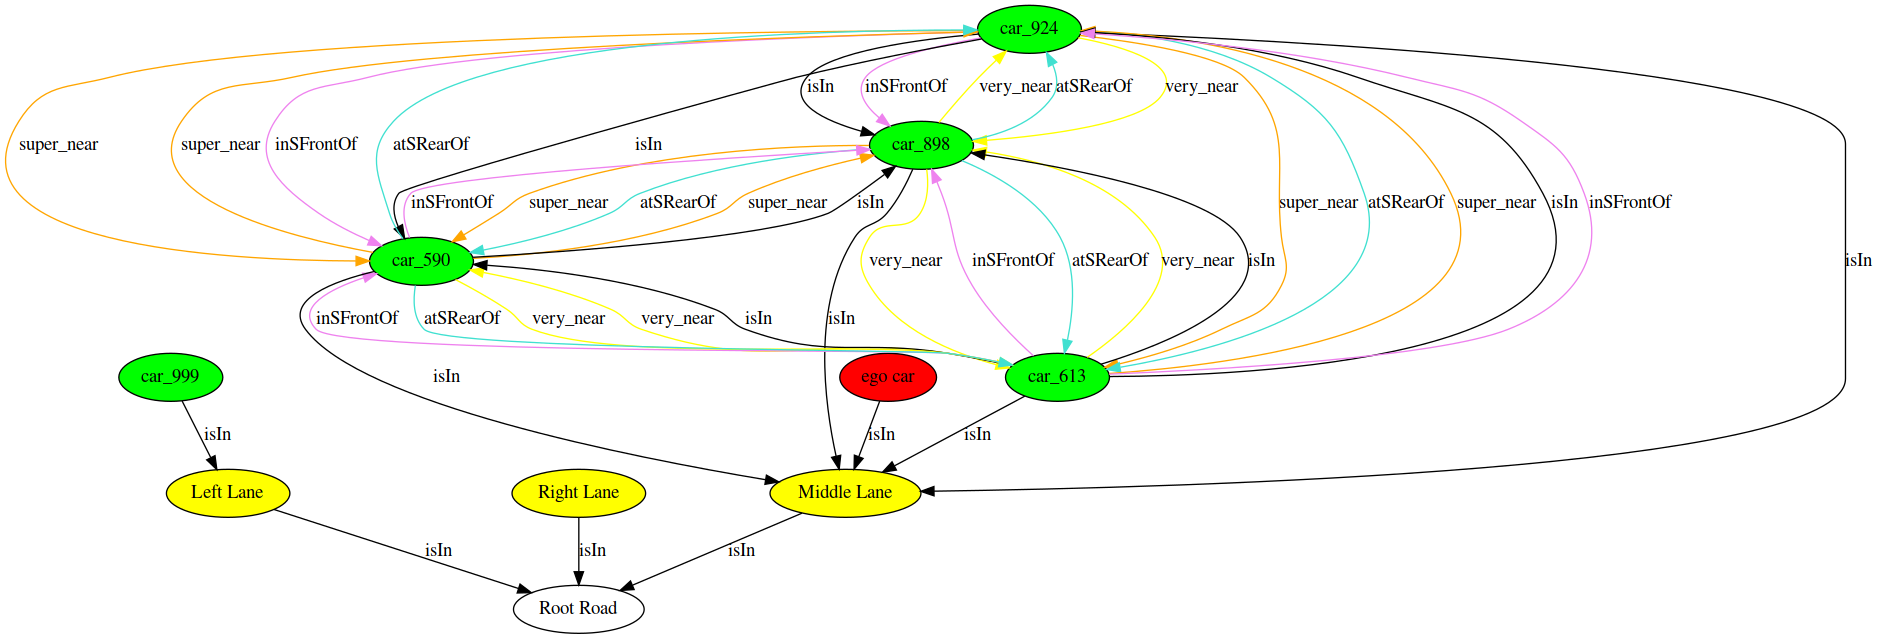 car_924
isIn
inSFrontOf
very_near
atSRearOf
very_near
super_near
super_near
inSFrontOf
atSRearOf
isIn
car_898
inSFrontOf
super_near
atSRearOf
super_near
isIn
super_near
atSRearOf
super_near
isIn
inSFrontOf
car_590
very_near
inSFrontOf
atSRearOf
very_near
isIn
isIn
inSFrontOf
atSRearOf
very_near
very_near
isIn
isIn
car_999
isIn
ego car
car_613
isIn
isIn
isIn
Left Lane
Right Lane
Middle Lane
isIn
isIn
isIn
Root Road